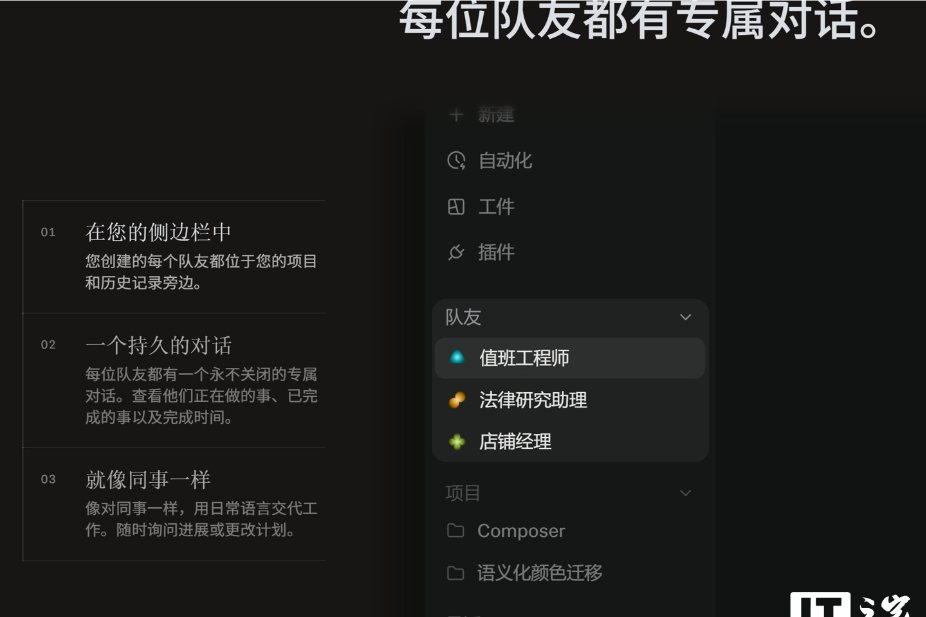 每位队友都有专属对话。
01
在您的侧边栏中
您创建的每个队友都位于您的项目
和历史记录旁边。
02
一个持久的对话
每位队友都有一个永不关闭的专属
对话。查看他们正在做的事、已完
成的事以及完成时间。
03
就像同事一样
像对同事一样，用日常语言交代工
作。随时询问进展或更改计划。
新建
自动化
工件
插件
队友
值班工程师
法律研究助理
店铺经理
项目
Composer
语义化颜色迁移
IT之家